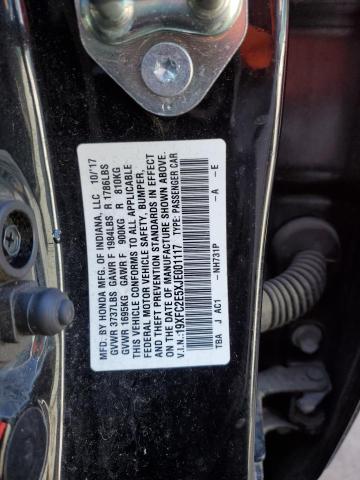 MFD. BY HONDA MFG. OF INDIANA, LLC 10/17
GVWR 3737LBS GAWR F 1984LBS R 1786LBS
GVWR 1695KG GAWR F 900KG R 810KG
THIS VEHICLE CONFORMS TO ALL APPLICABLE
FEDERAL MOTOR VEHICLE SAFETY, BUMPER,
AND THEFT PREVENTION STANDARDS IN EFFECT
ON THE DATE OF MANUFACTURE SHOWN ABOVE.
V.I.N.:19XFC2E5XJE001117 TYPE: PASSENGER CAR
TBA J AC1 -NH731P -A -E